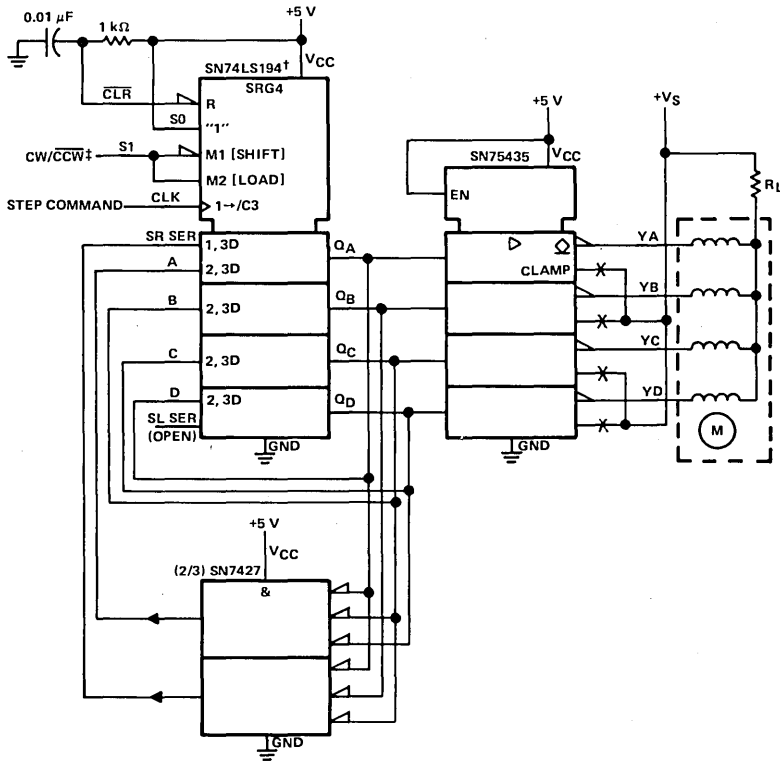 0.01 µF
1 kΩ
+5 V
VCC
SN74LS194†
SRG4
CLR
R
S0
"1"
CW/CCW‡
S1
M1 [SHIFT]
M2 [LOAD]
STEP COMMAND
CLK
1→/C3
SR SER
1, 3D
QA
A
2, 3D
B
2, 3D
QB
C
2, 3D
QC
D
2, 3D
QD
SL SER
(OPEN)
GND
+5 V
VCC
SN75435
EN
+VS
RL
YA
CLAMP
YB
YC
YD
M
GND
+5 V
VCC
(2/3) SN7427
&
GND